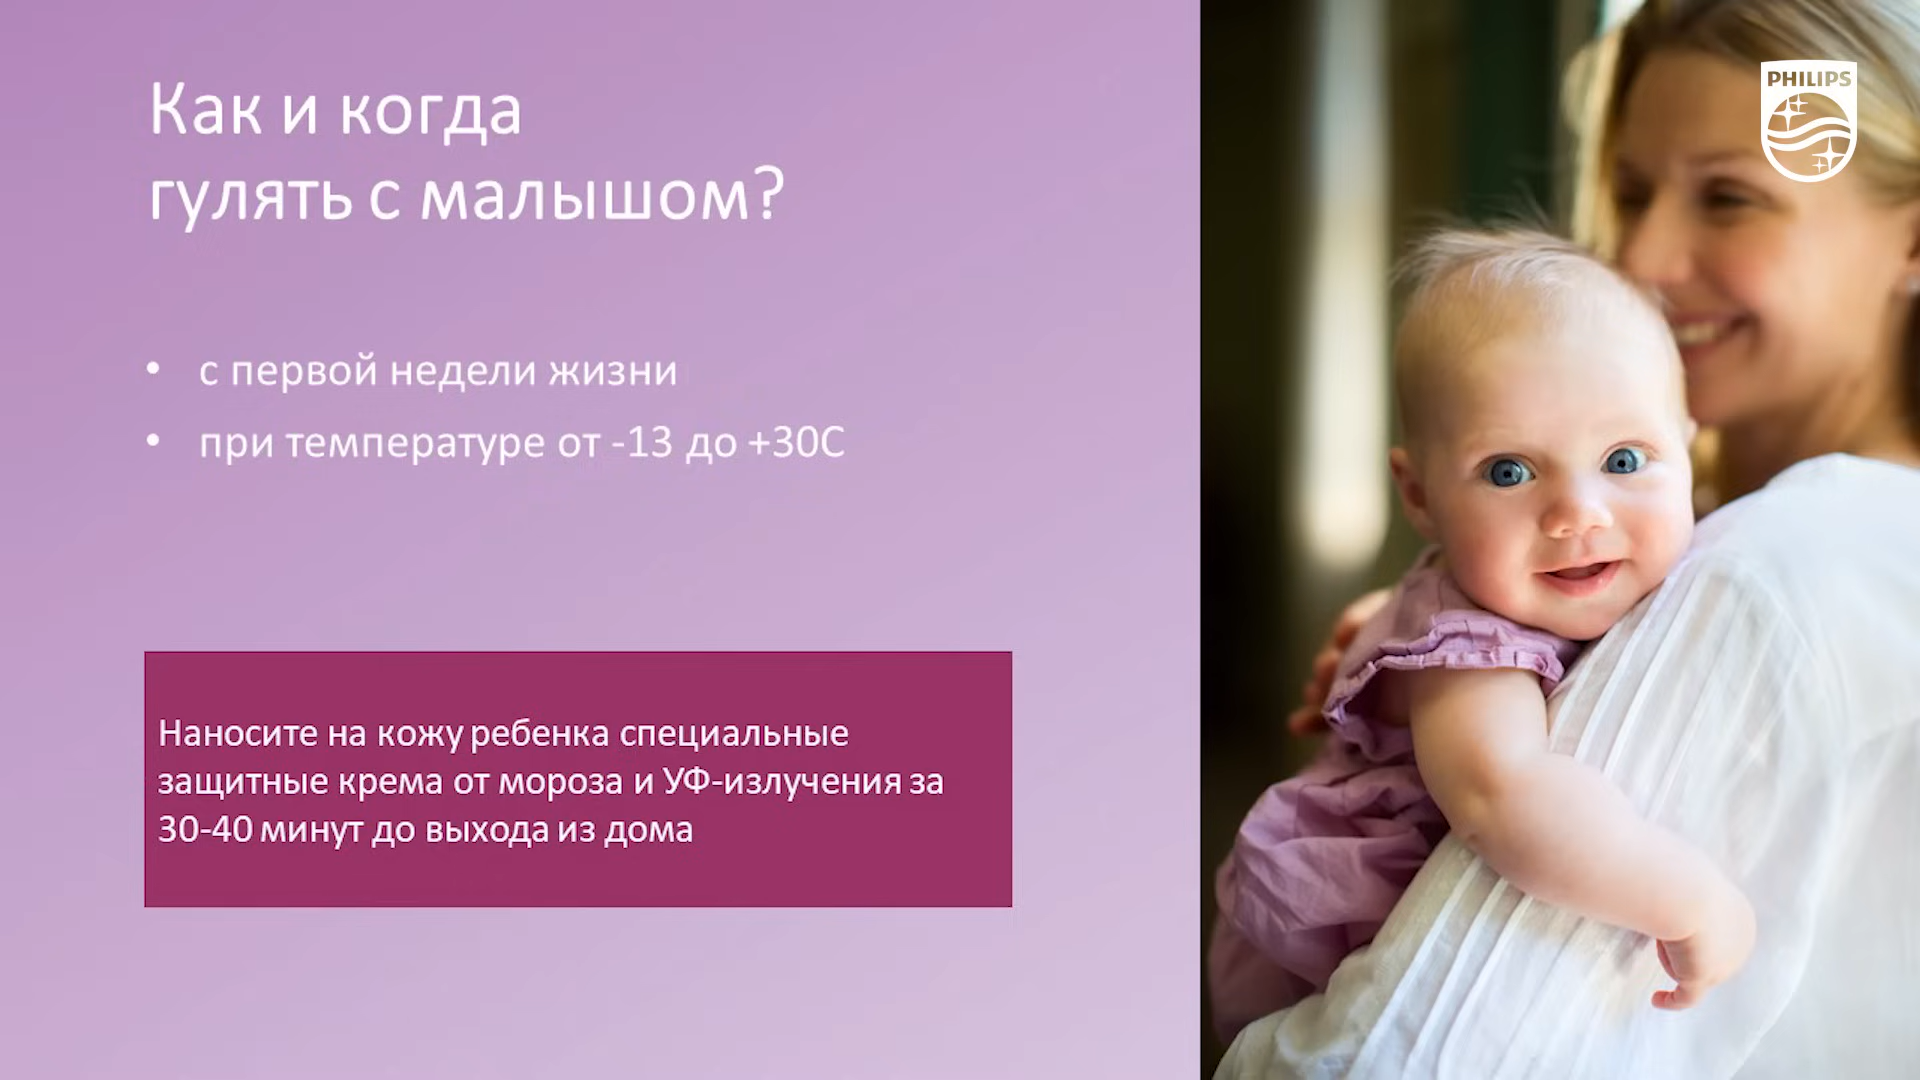 Как и когда
гулять с малышом?
• с первой недели жизни
• при температуре от -13 до +30С
Наносите на кожу ребенка специальные
защитные крема от мороза и УФ-излучения за
30-40 минут до выхода из дома
PHILIPS